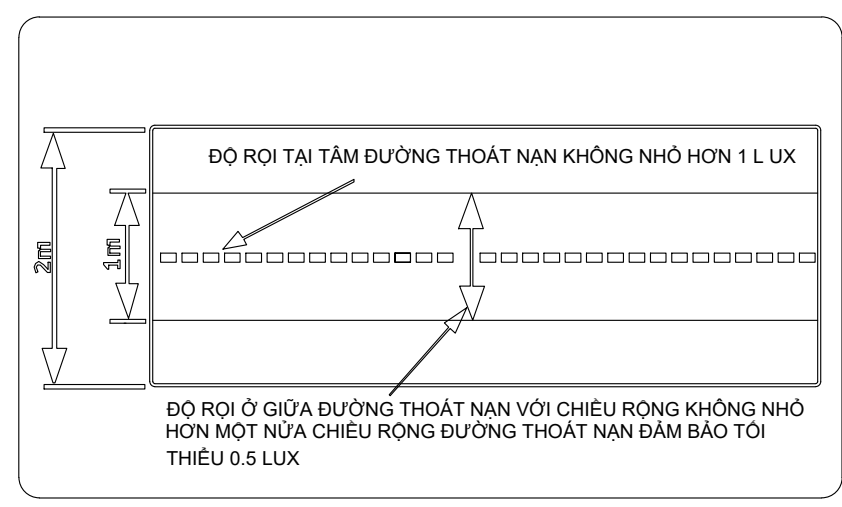 ĐỘ RỌI TẠI TÂM ĐƯỜNG THOÁT NẠN KHÔNG NHỎ HƠN 1 L UX
2m
1m
ĐỘ RỌI Ở GIỮA ĐƯỜNG THOÁT NẠN VỚI CHIỀU RỘNG KHÔNG NHỎ
HƠN MỘT NỬA CHIỀU RỘNG ĐƯỜNG THOÁT NẠN ĐẢM BẢO TỐI
THIỂU 0.5 LUX